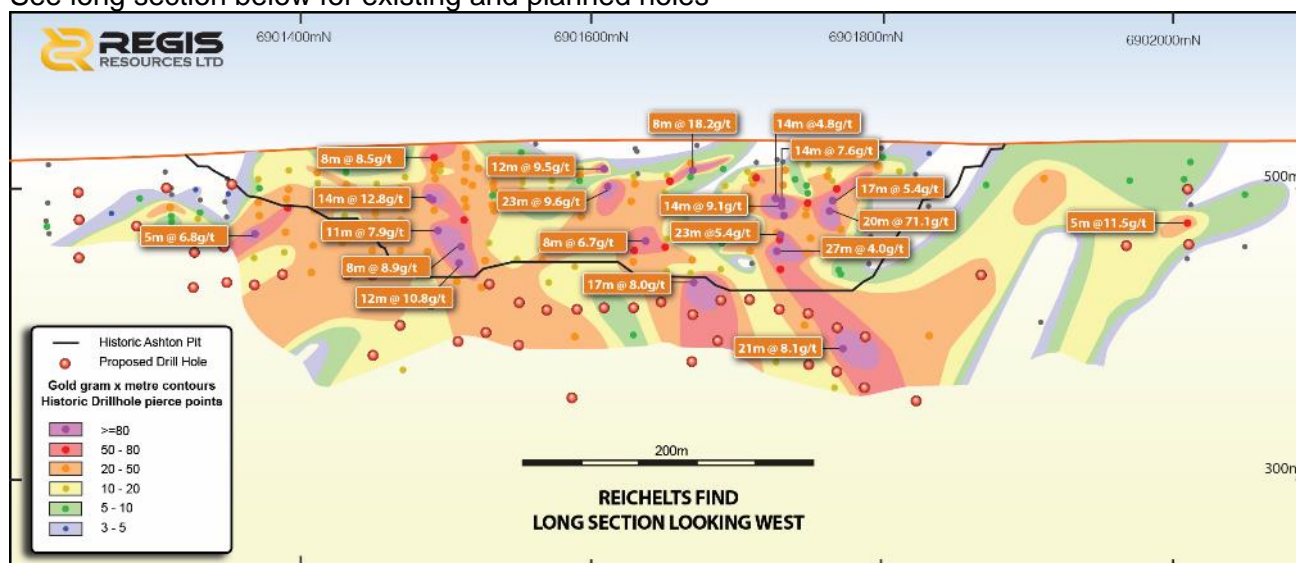 See long section below for existing and planned holes
REGIS
RESOURCES LTD
6901400mN
6901600mN
6901800mN
6902000mN
8m @ 18.2g/t
14m @4.8g/t
14m @ 7.6g/t
8m @ 8.5g/t
12m @ 9.5g/t
500m
17m @ 5.4g/t
14m @ 12.8g/t
23m @ 9.6g/t
14m @ 9.1g/t
20m @ 71.1g/t
5m @11.5g/t
5m @ 6.8g/t
11m @ 7.9g/t
8m @ 6.7g/t
23m @5.4g/t
27m @ 4.0g/t
8m @ 8.9g/t
12m @ 10.8g/t
17m @ 8.0g/t
21m @ 8.1g/t
Historic Ashton Pit
Proposed Drill Hole
Gold gram x metre contours
Historic Drillhole pierce points
>=80
50 - 80
20 - 50
10 - 20
5 - 10
3 - 5
200m
300m
REICHELTS FIND
LONG SECTION LOOKING WEST